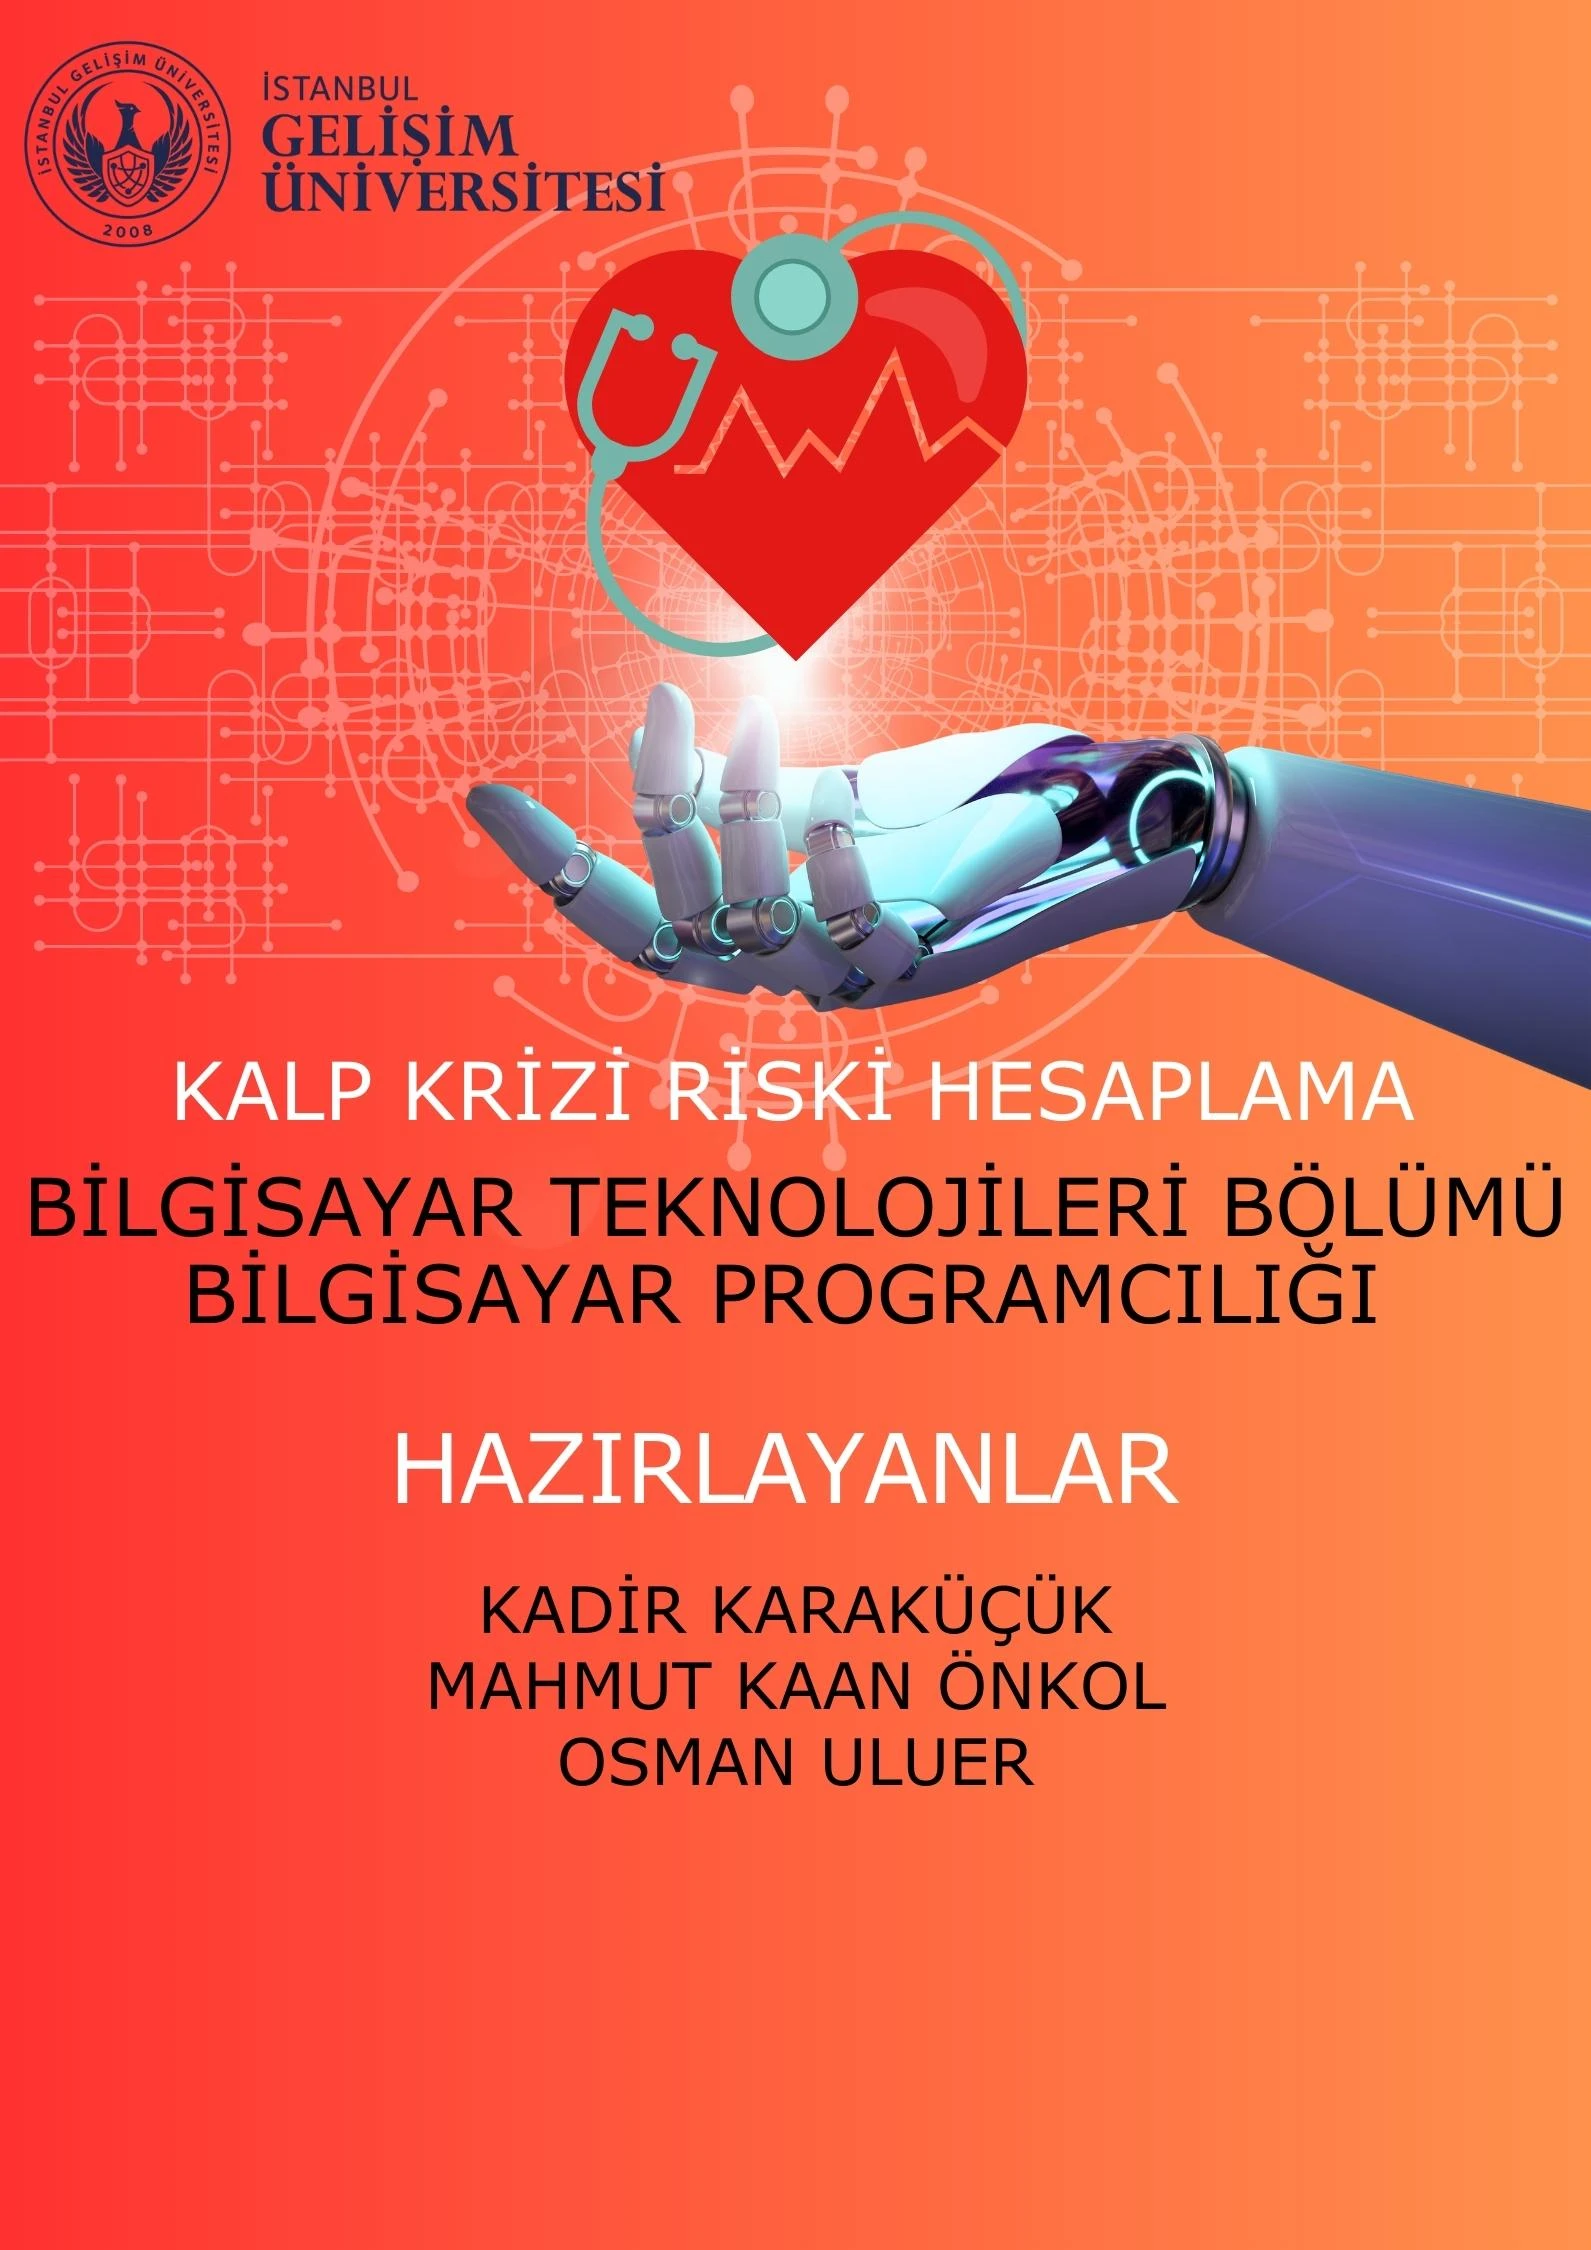 İSTANBUL GELİŞİM ÜNİVERSİTESİ
2008
İSTANBUL
GELİŞİM
ÜNİVERSİTESİ
KALP KRİZİ RİSKİ HESAPLAMA
BİLGİSAYAR TEKNOLOJİLERİ BÖLÜMÜ
BİLGİSAYAR PROGRAMCILIĞI
HAZIRLAYANLAR
KADİR KARAKÜÇÜK
MAHMUT KAAN ÖNKOL
OSMAN ULUER